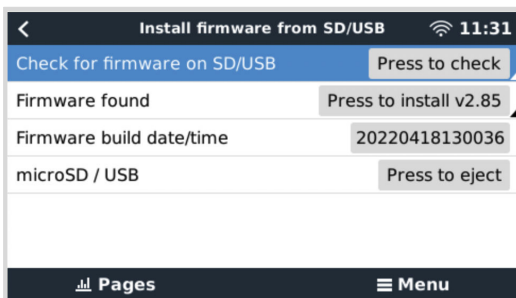 Install firmware from SD/USB 11:31
Check for firmware on SD/USB Press to check
Firmware found Press to install v2.85
Firmware build date/time 20220418130036
microSD / USB Press to eject
Pages Menu